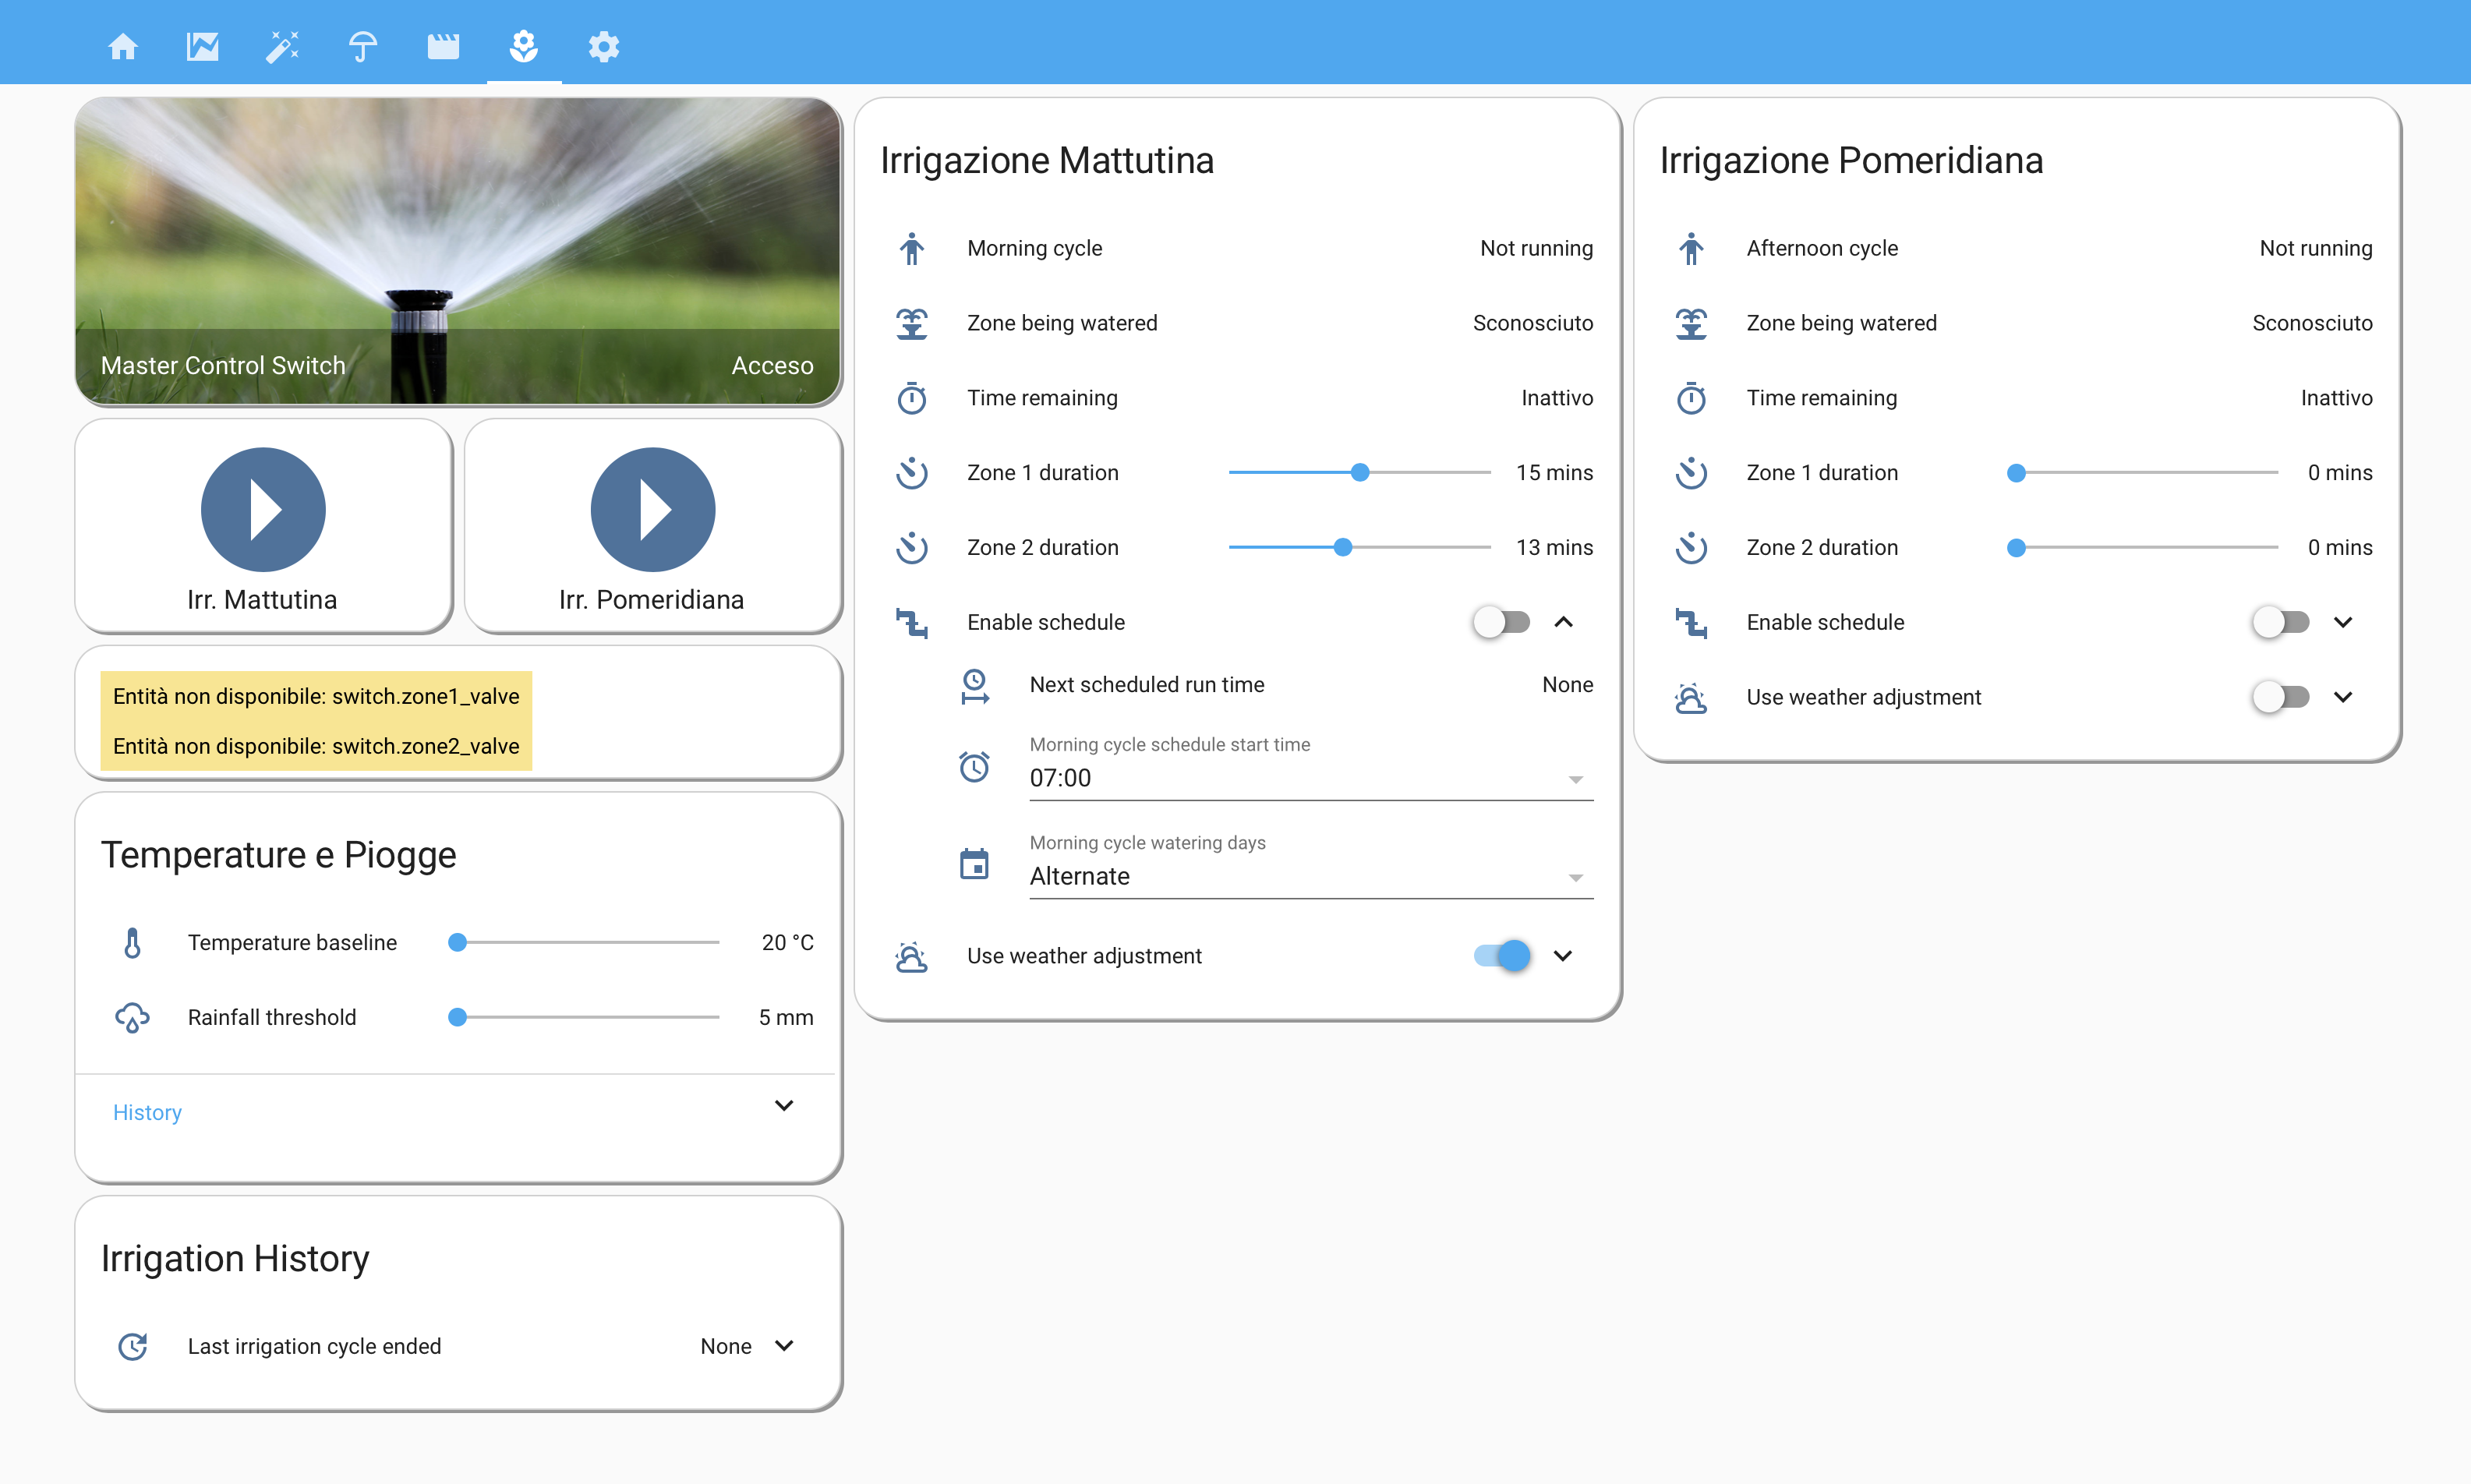 Master Control Switch Acceso
Irr. Mattutina
Irr. Pomeridiana
Entità non disponibile: switch.zone1_valve
Entità non disponibile: switch.zone2_valve
Temperature e Piogge
Temperature baseline 20 °C
Rainfall threshold 5 mm
History
Irrigation History
Last irrigation cycle ended None
Irrigazione Mattutina
Morning cycle Not running
Zone being watered Sconosciuto
Time remaining Inattivo
Zone 1 duration 15 mins
Zone 2 duration 13 mins
Enable schedule
Next scheduled run time None
Morning cycle schedule start time
07:00
Morning cycle watering days
Alternate
Use weather adjustment
Irrigazione Pomeridiana
Afternoon cycle Not running
Zone being watered Sconosciuto
Time remaining Inattivo
Zone 1 duration 0 mins
Zone 2 duration 0 mins
Enable schedule
Use weather adjustment